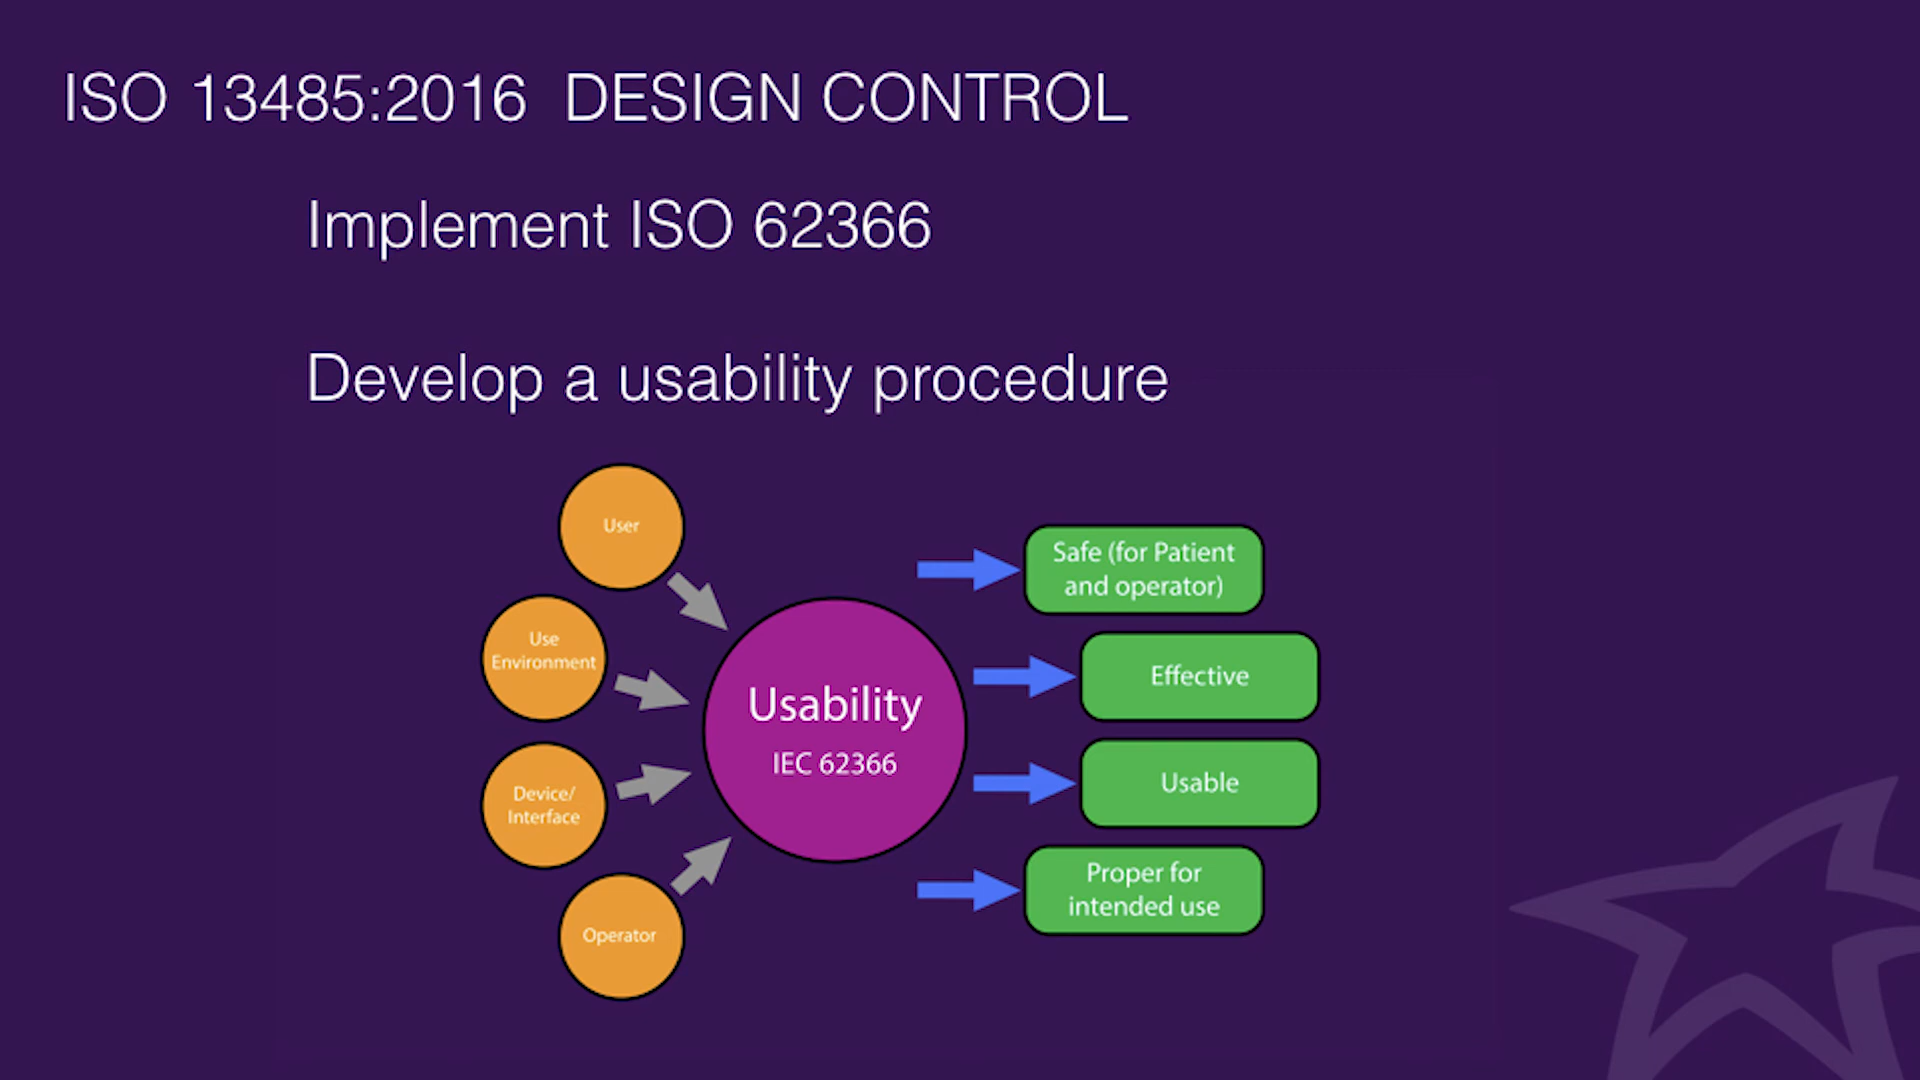 ISO 13485:2016 DESIGN CONTROL
Implement ISO 62366
Develop a usability procedure
User
Use
Environment
Device/
Interface
Operator
Usability
IEC 62366
Safe (for Patient
and operator)
Effective
Usable
Proper for
intended use